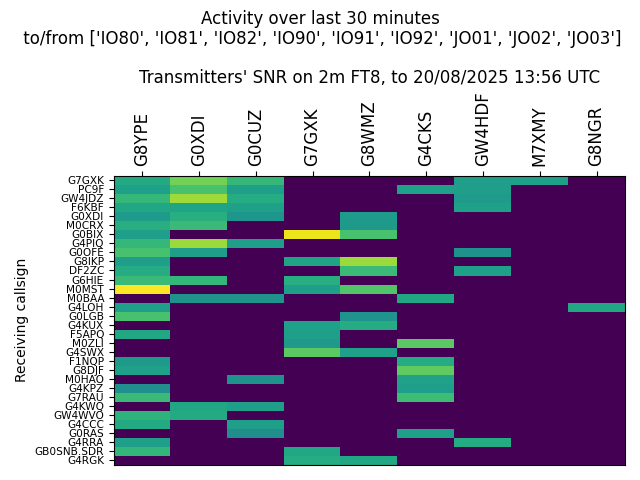 Activity over last 30 minutes
to/from ['IO80', 'IO81', 'IO82', 'IO90', 'IO91', 'IO92', 'JO01', 'JO02', 'JO03']
Transmitters' SNR on 2m FT8, to 20/08/2025 13:56 UTC
G8YPE G0XDI G0CUZ G7GXK G8WMZ G4CKS GW4HDF M7XMY G8NGR
Receiving callsign
G7GXK
PC9F
GW4JDZ
F6KBF
G0XDI
M0CRX
G0BIX
G4PIQ
G0OFE
G8IKP
DF2ZC
G6HIE
M0MST
M0BAA
G4LOH
G0LGB
G4KUX
F5APQ
M0ZLI
G4SWX
F1NQP
G8DIF
M0HAO
G4KPZ
G7RAU
G4KWQ
GW4WVO
G4CCC
G0RAS
G4RRA
GB0SNB.SDR
G4RGK